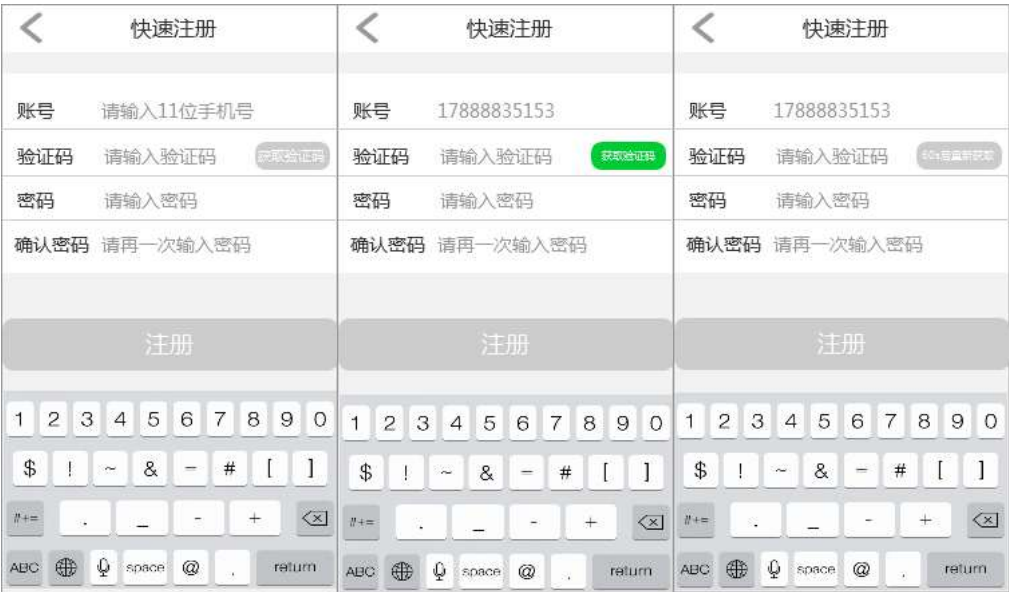 快速注册
账号 请输入11位手机号
验证码 请输入验证码 获取验证码
密码 请输入密码
确认密码 请再一次输入密码
注册
1 2 3 4 5 6 7 8 9 0
$ ! ~ & – # [ ]
#+= . _ - +
ABC space @ . return
快速注册
账号 17888835153
验证码 请输入验证码 获取验证码
密码 请输入密码
确认密码 请再一次输入密码
注册
1 2 3 4 5 6 7 8 9 0
$ ! ~ & – # [ ]
#+= . _ - +
ABC space @ . return
快速注册
账号 17888835153
验证码 请输入验证码 60s后重新获取
密码 请输入密码
确认密码 请再一次输入密码
注册
1 2 3 4 5 6 7 8 9 0
$ ! ~ & – # [ ]
#+= . _ - +
ABC space @ . return